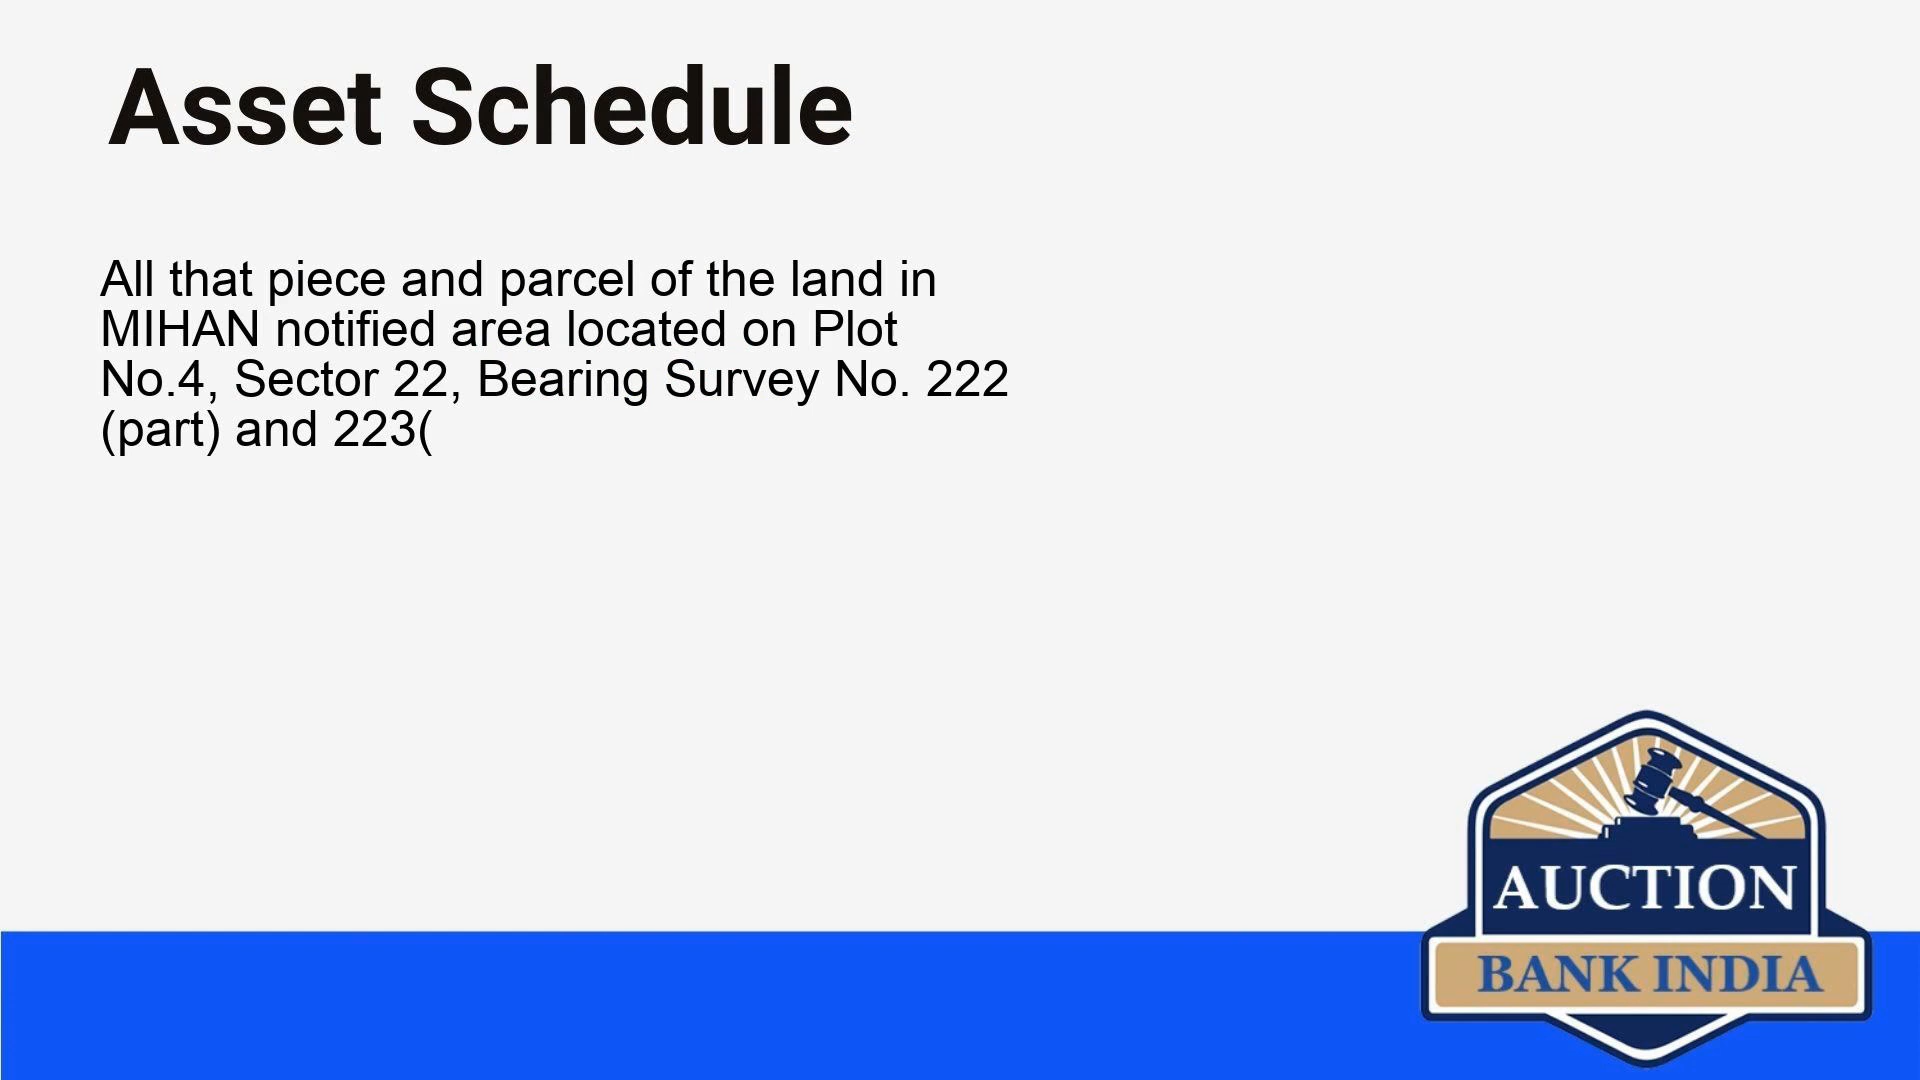 Asset Schedule
All that piece and parcel of the land in
MIHAN notified area located on Plot
No.4, Sector 22, Bearing Survey No. 222
(part) and 223(
AUCTION
BANK INDIA